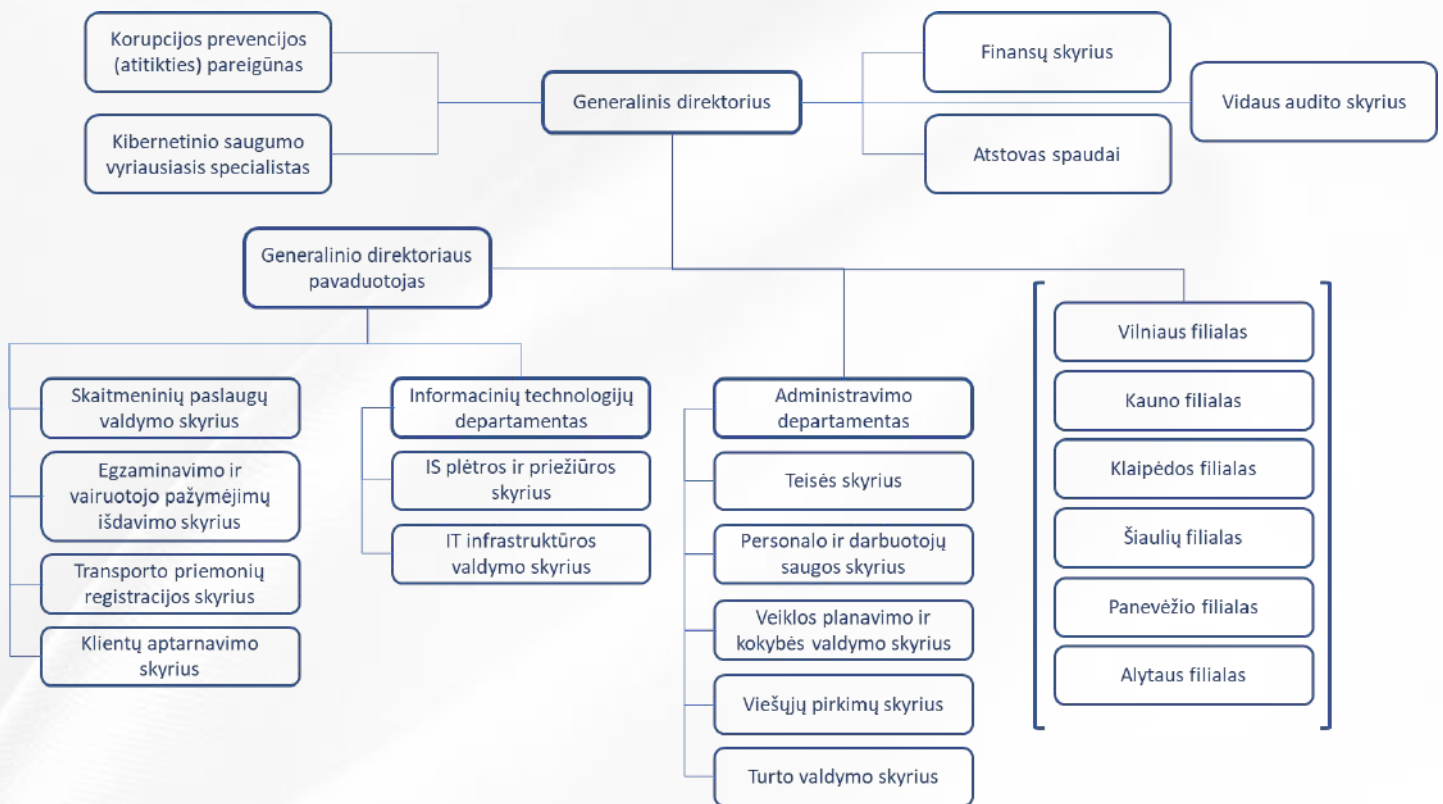 Korupcijos prevencijos
(atitikties) pareigūnas
Kibernetinio saugumo
vyriausiasis specialistas
Generalinis direktorius
Finansų skyrius
Vidaus audito skyrius
Atstovas spaudai
Generalinio direktoriaus
pavaduotojas
Skaitmeninių paslaugų
valdymo skyrius
Egzaminavimo ir
vairuotojo pažymėjimų
išdavimo skyrius
Transporto priemonių
registracijos skyrius
Klientų aptarnavimo
skyrius
Informacinių technologijų
departamentas
IS plėtros ir priežiūros
skyrius
IT infrastruktūros
valdymo skyrius
Administravimo
departamentas
Teisės skyrius
Personalo ir darbuotojų
saugos skyrius
Veiklos planavimo ir
kokybės valdymo skyrius
Viešųjų pirkimų skyrius
Turto valdymo skyrius
Vilniaus filialas
Kauno filialas
Klaipėdos filialas
Šiaulių filialas
Panevėžio filialas
Alytaus filialas